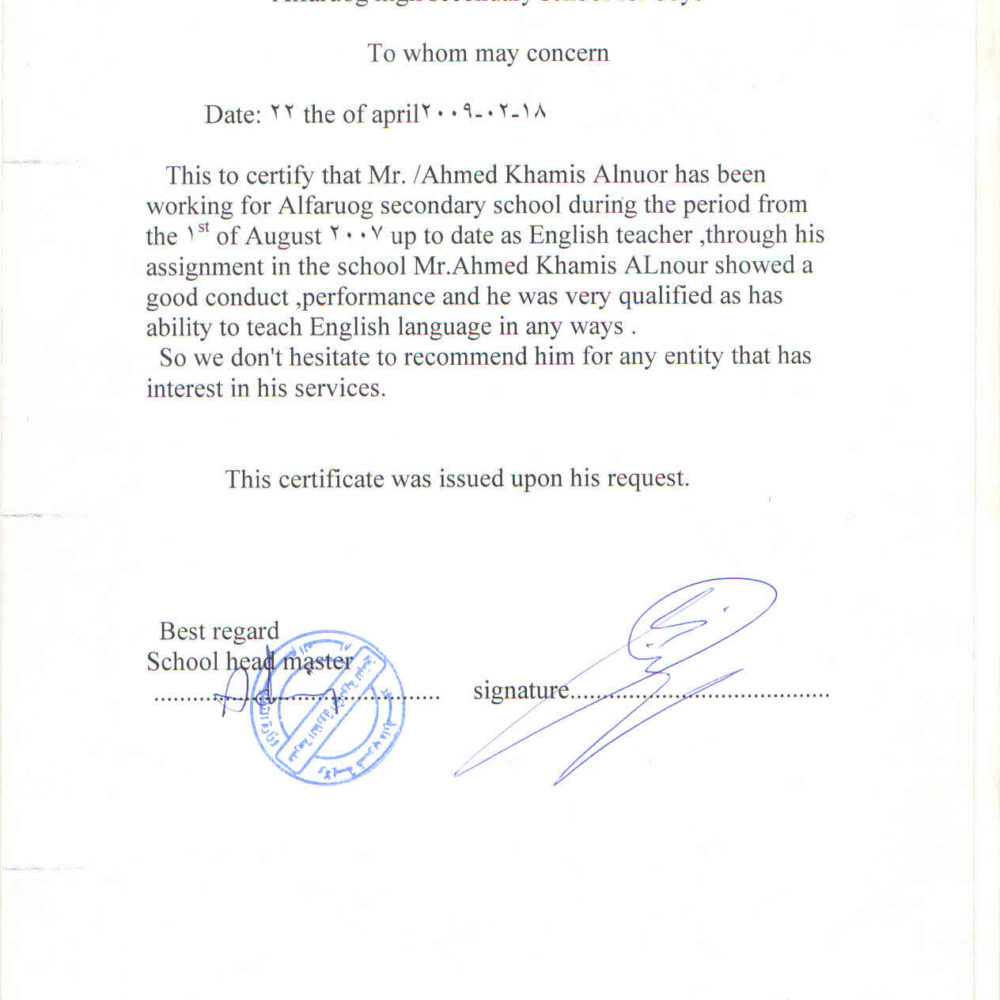 To whom may concern
Date: ٢٢ the of april٢٠٠٩-٠٢-١٨
This to certify that Mr. /Ahmed Khamis Alnuor has been
working for Alfaruog secondary school during the period from
the ١st of August ٢٠٠٧ up to date as English teacher ,through his
assignment in the school Mr.Ahmed Khamis ALnour showed a
good conduct ,performance and he was very qualified as has
ability to teach English language in any ways .
So we don't hesitate to recommend him for any entity that has
interest in his services.
This certificate was issued upon his request.
Best regard
School head master
signature